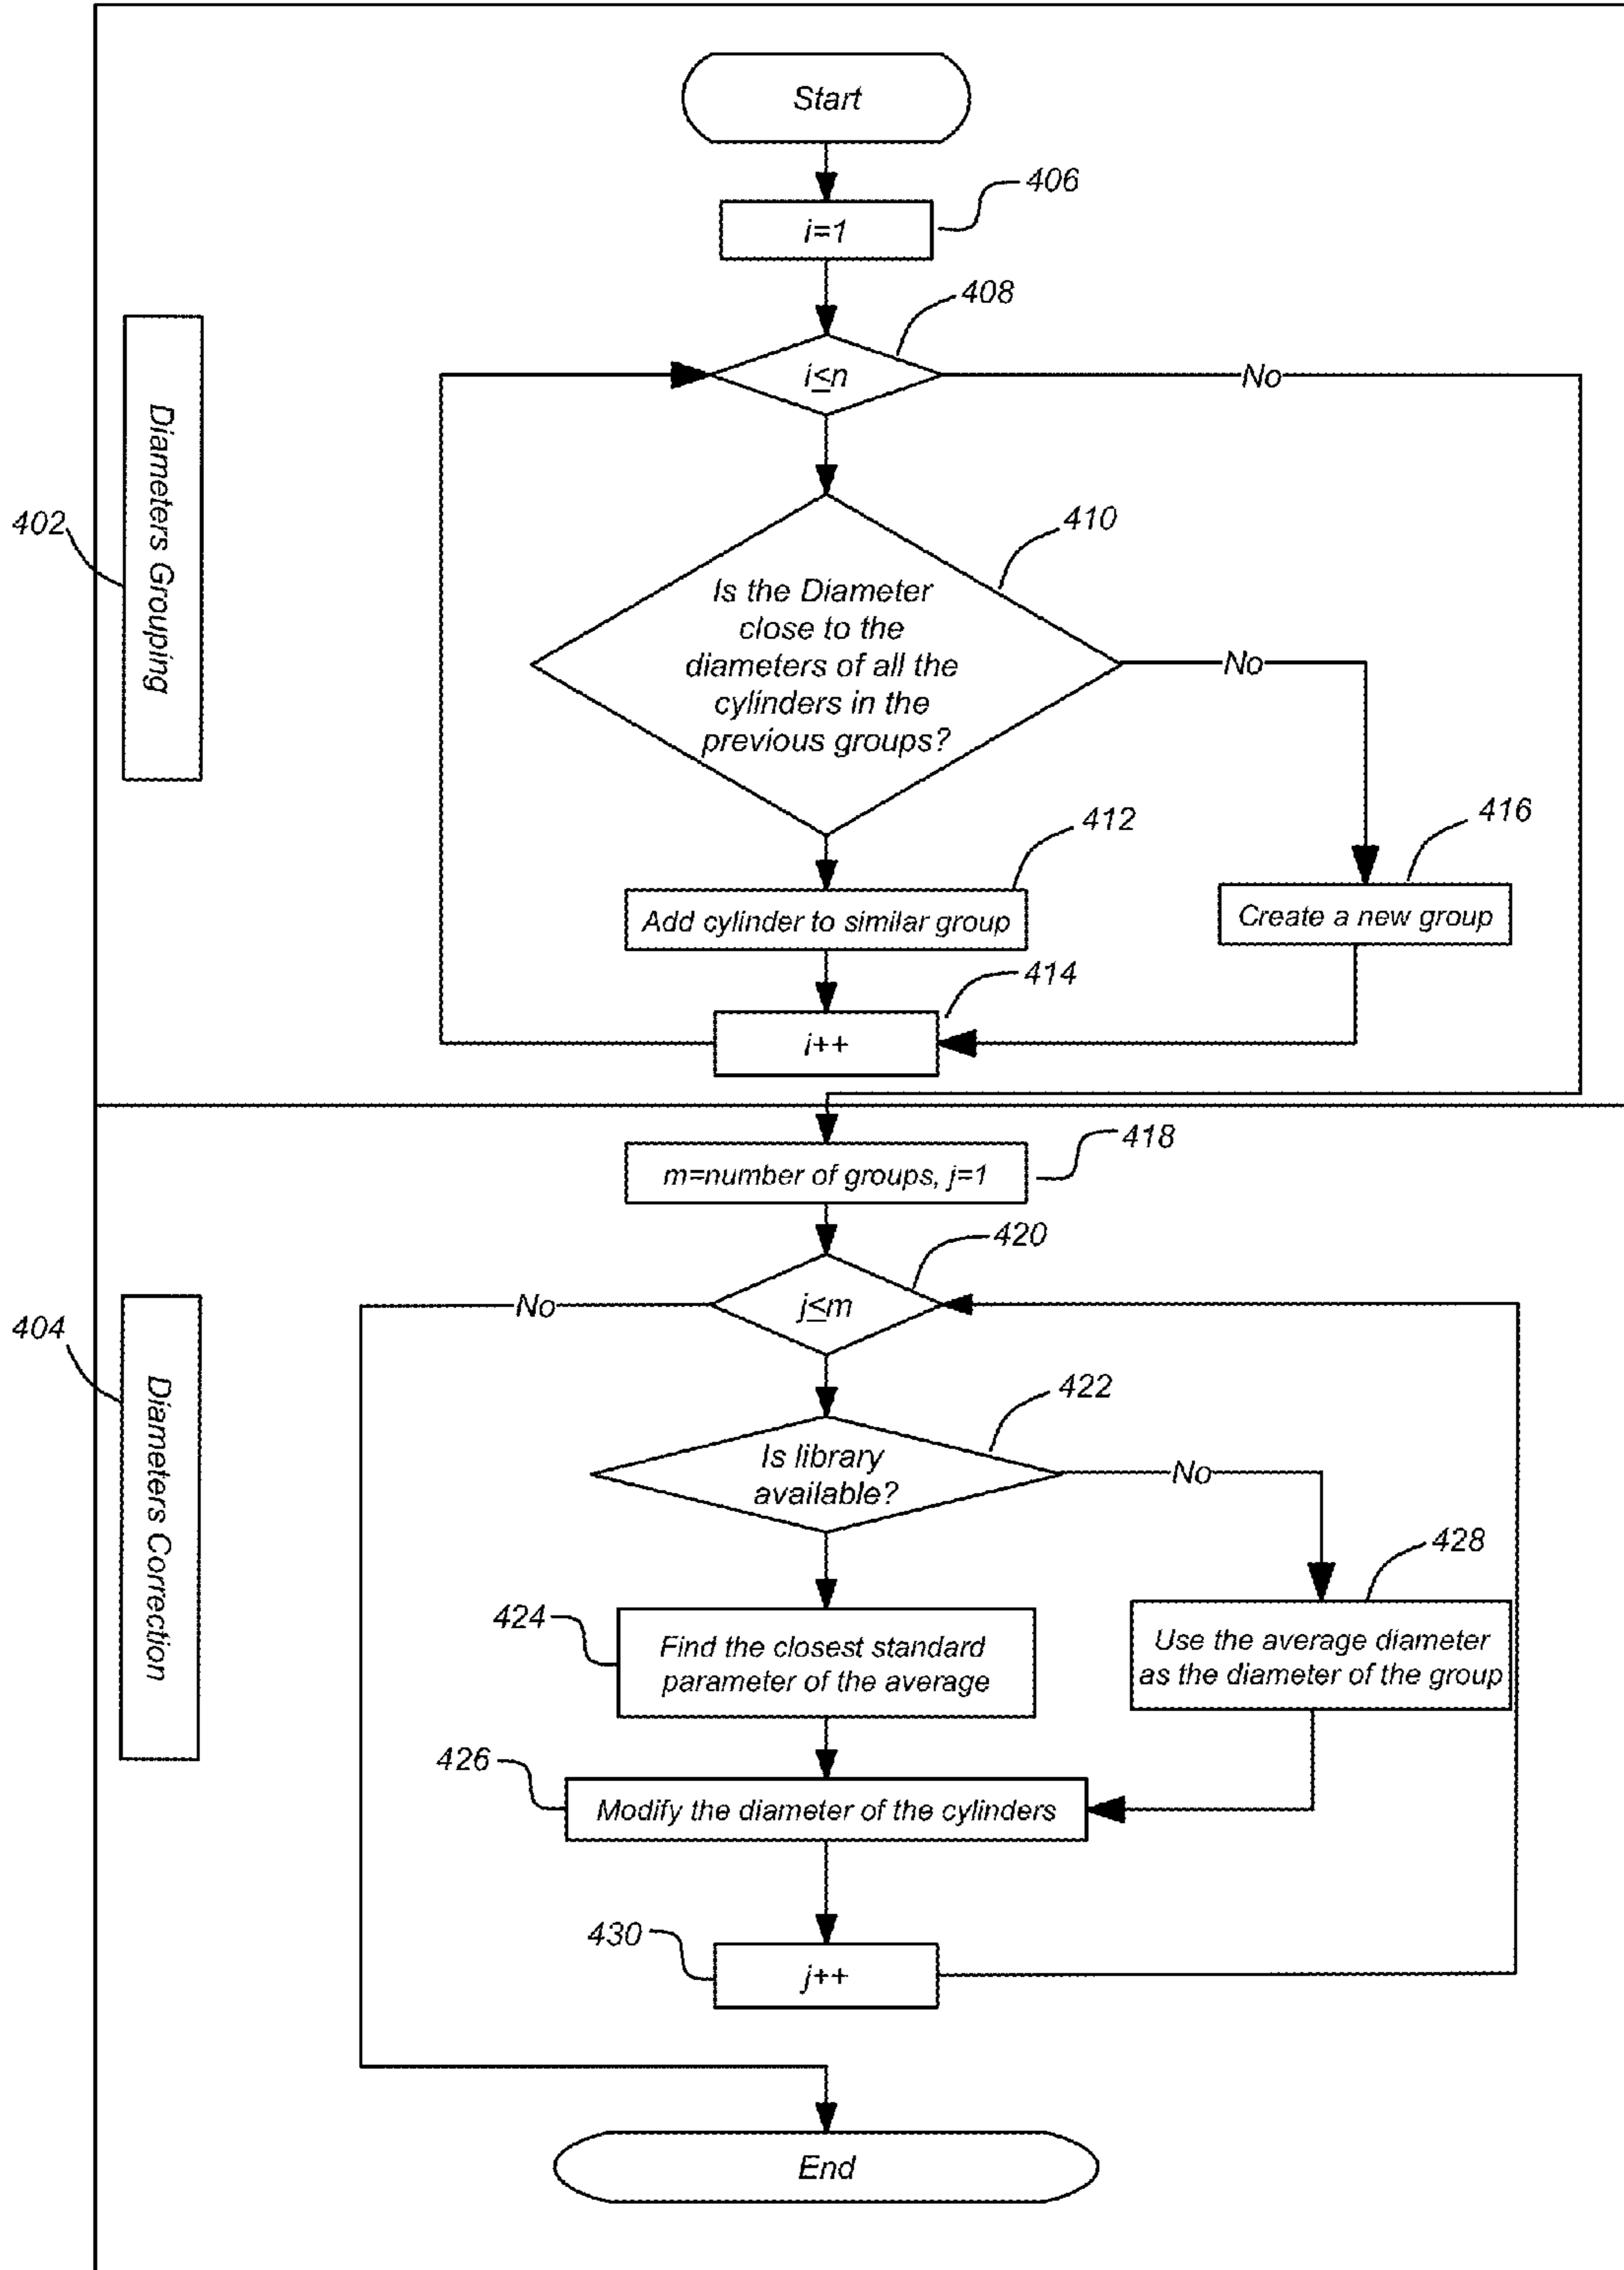 Start
406
i=1
408
i≤n
No
Diameters Grouping
402
410
Is the Diameter
close to the
diameters of all the
cylinders in the
previous groups?
No
412
416
Add cylinder to similar group
Create a new group
414
i++
418
m=number of groups, j=1
420
j≤m
No
404
Diameters Correction
422
Is library
available?
No
428
424
Find the closest standard
parameter of the average
Use the average diameter
as the diameter of the group
426
Modify the diameter of the cylinders
430
j++
End